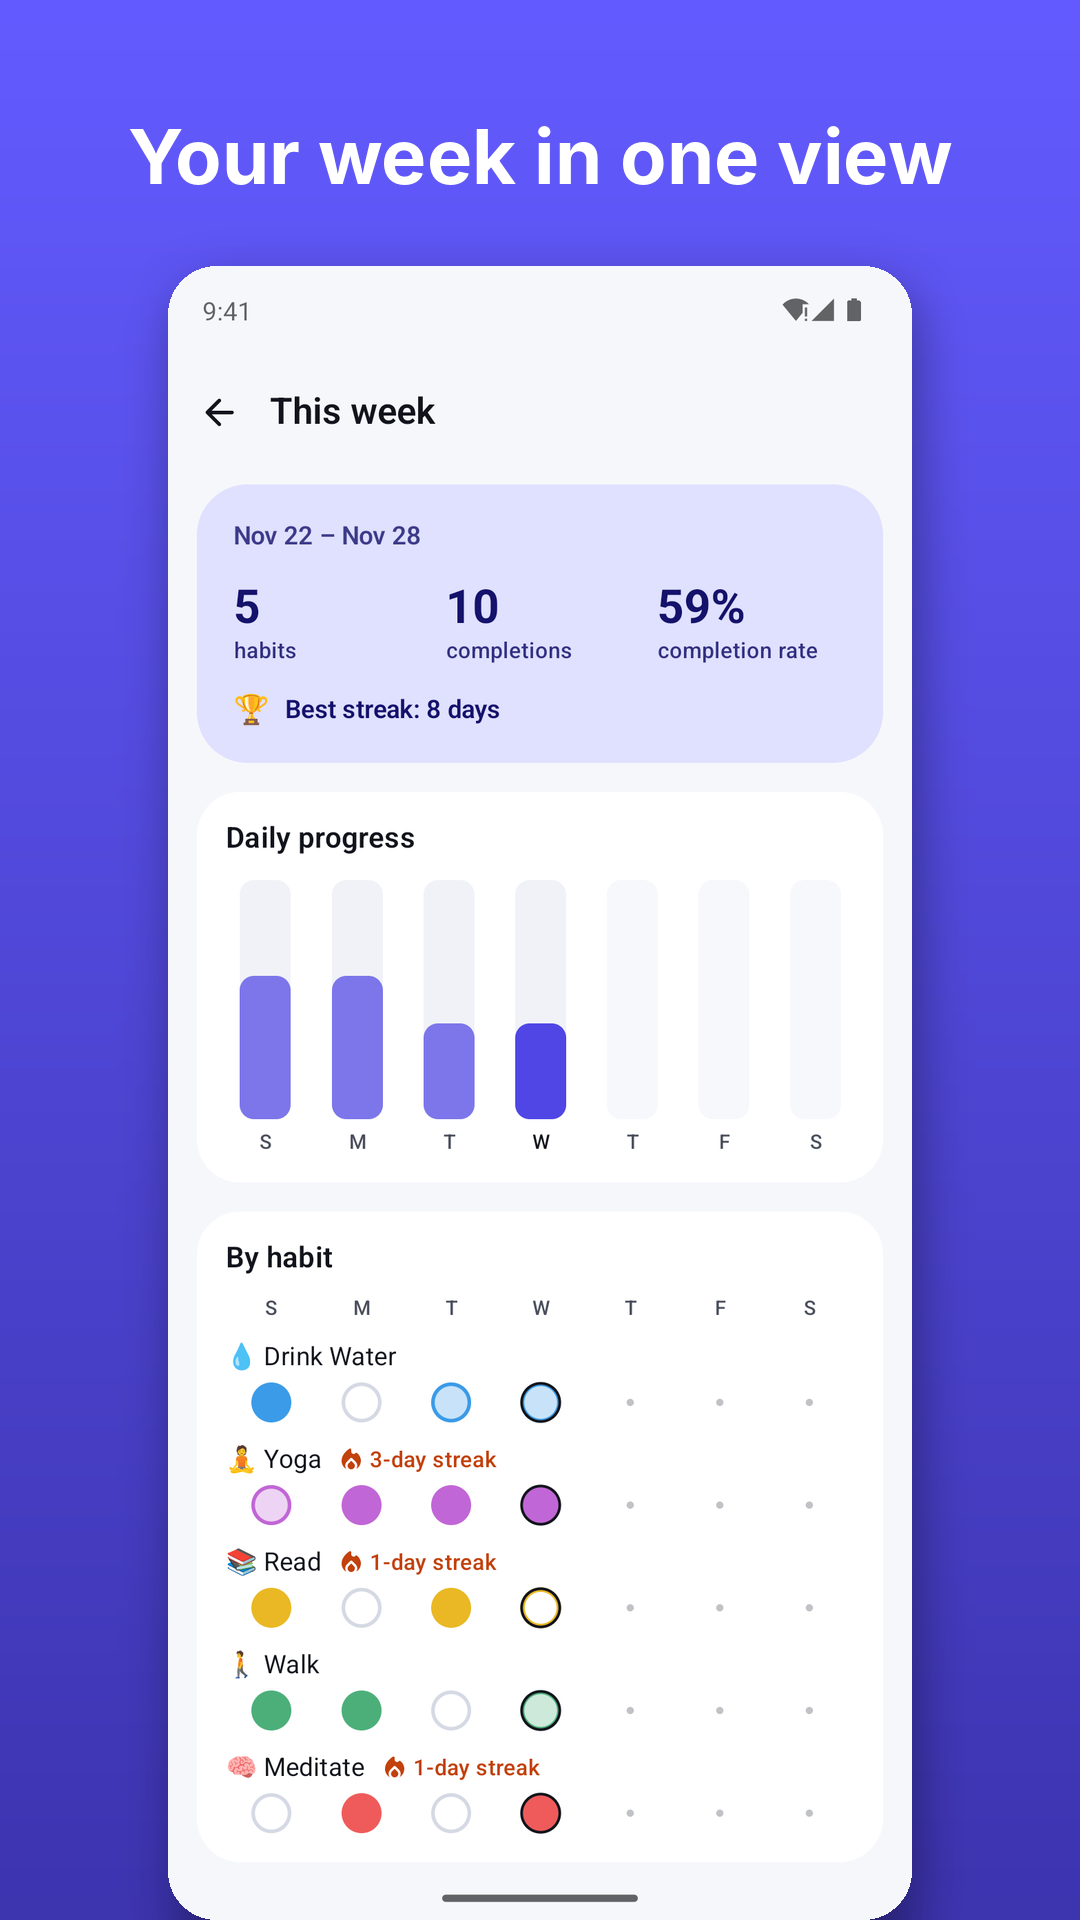 Your week in one view
9:41
This week
Nov 22 – Nov 28
5 10 59%
habits completions completion rate
🏆 Best streak: 8 days
Daily progress
S M T W T F S
By habit
S M T W T F S
💧 Drink Water
🧘 Yoga 3-day streak
📚 Read 1-day streak
🚶 Walk
🧠 Meditate 1-day streak